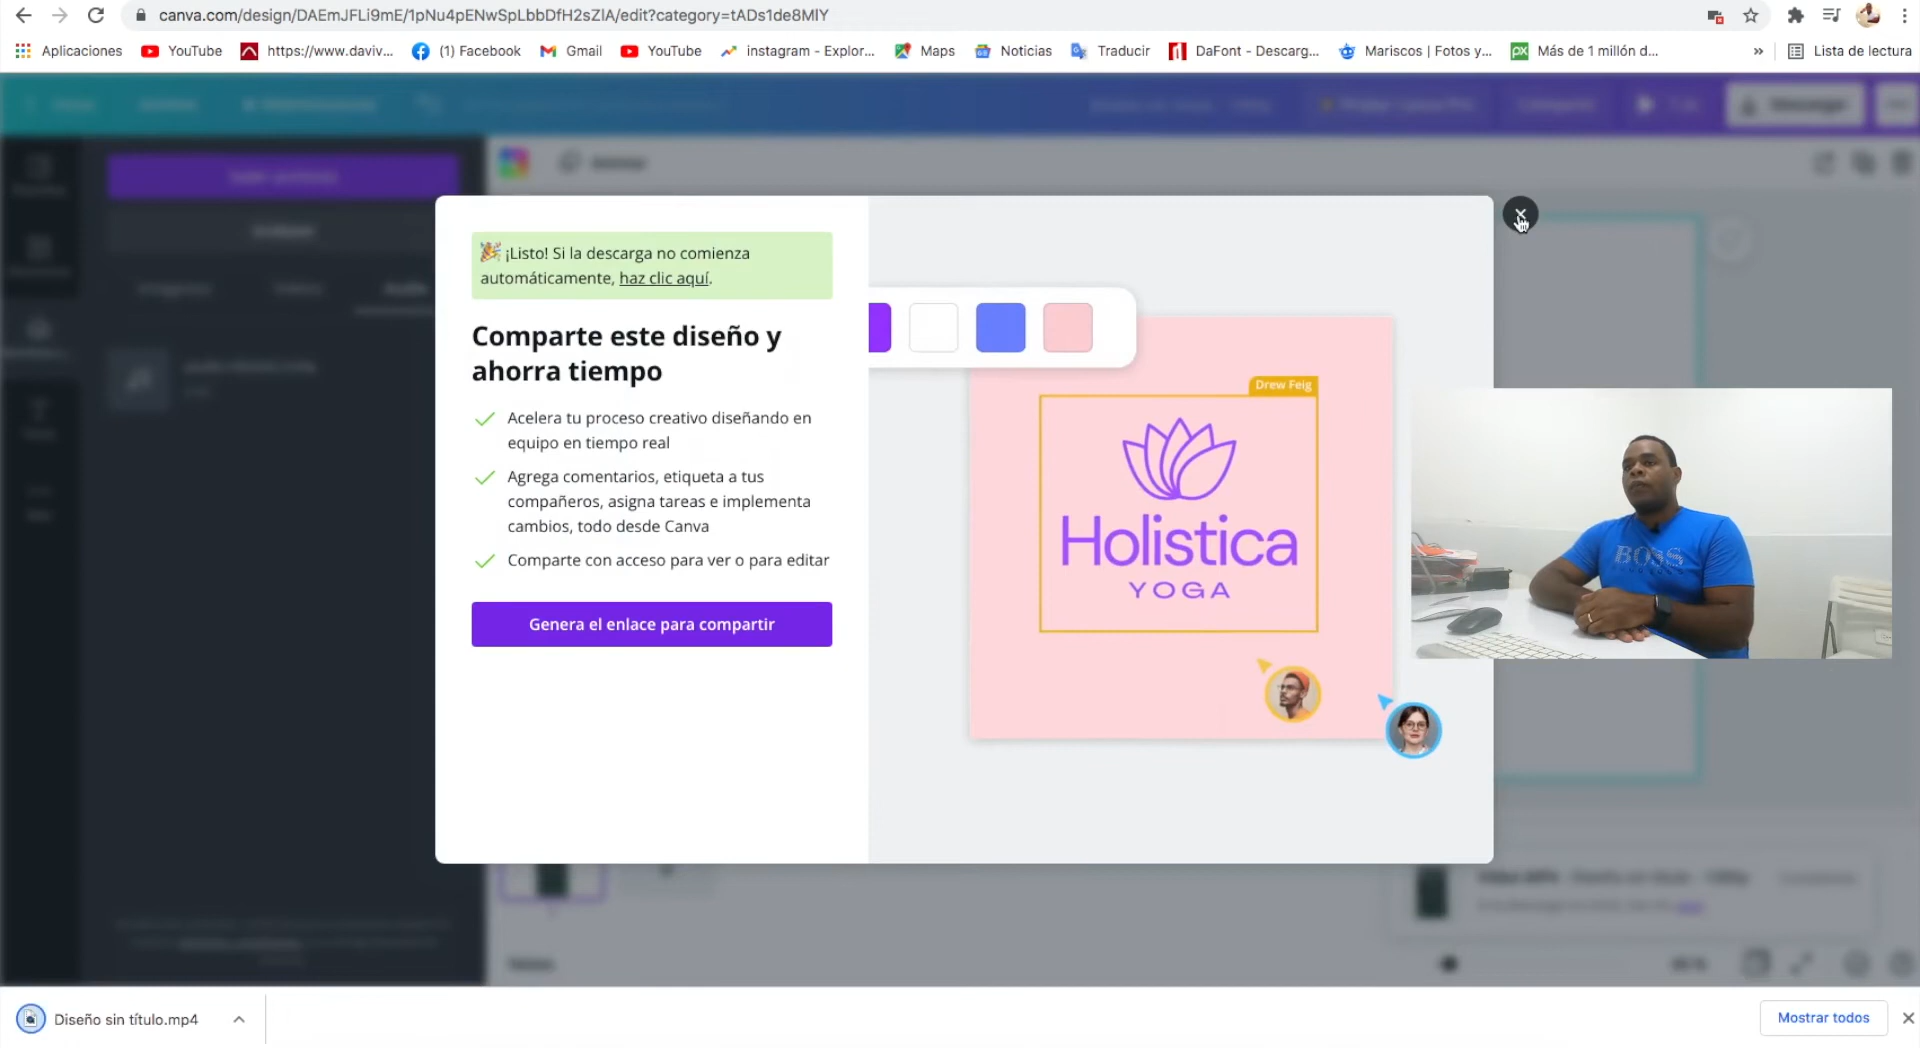 canva.com/design/DAEmJFLi9mE/1pNu4pENwSpLbbDfH2sZIA/edit?category=tADs1de8MlY
Aplicaciones
YouTube
https://www.daviv...
(1) Facebook
Gmail
YouTube
instagram - Explor...
Maps
Noticias
Traducir
DaFont - Descarg...
Mariscos | Fotos y...
Más de 1 millón d...
»
Lista de lectura
¡Listo! Si la descarga no comienza
automáticamente, haz clic aquí.
Comparte este diseño y
ahorra tiempo
Acelera tu proceso creativo diseñando en
equipo en tiempo real
Agrega comentarios, etiqueta a tus
compañeros, asigna tareas e implementa
cambios, todo desde Canva
Comparte con acceso para ver o para editar
Genera el enlace para compartir
Drew Feig
Holistica
YOGA
BOSS
Diseño sin título.mp4
Mostrar todos